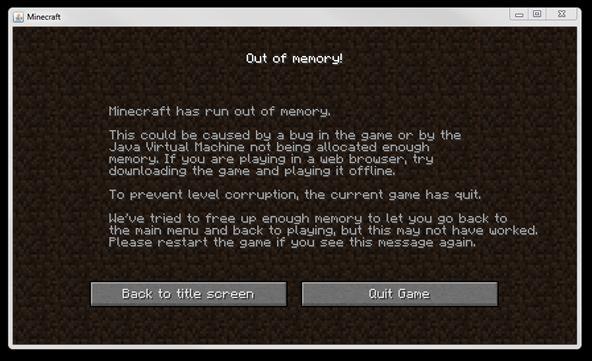 Minecraft
Out of memory!
Minecraft has run out of memory.
This could be caused by a bug in the game or by the
Java Virtual Machine not being allocated enough
memory. If you are playing in a web browser, try
downloading the game and playing it offline.
To prevent level corruption, the current game has quit.
We've tried to free up enough memory to let you go back to
the main menu and back to playing, but this may not have worked.
Please restart the game if you see this message again.
Back to title screen
Quit Game